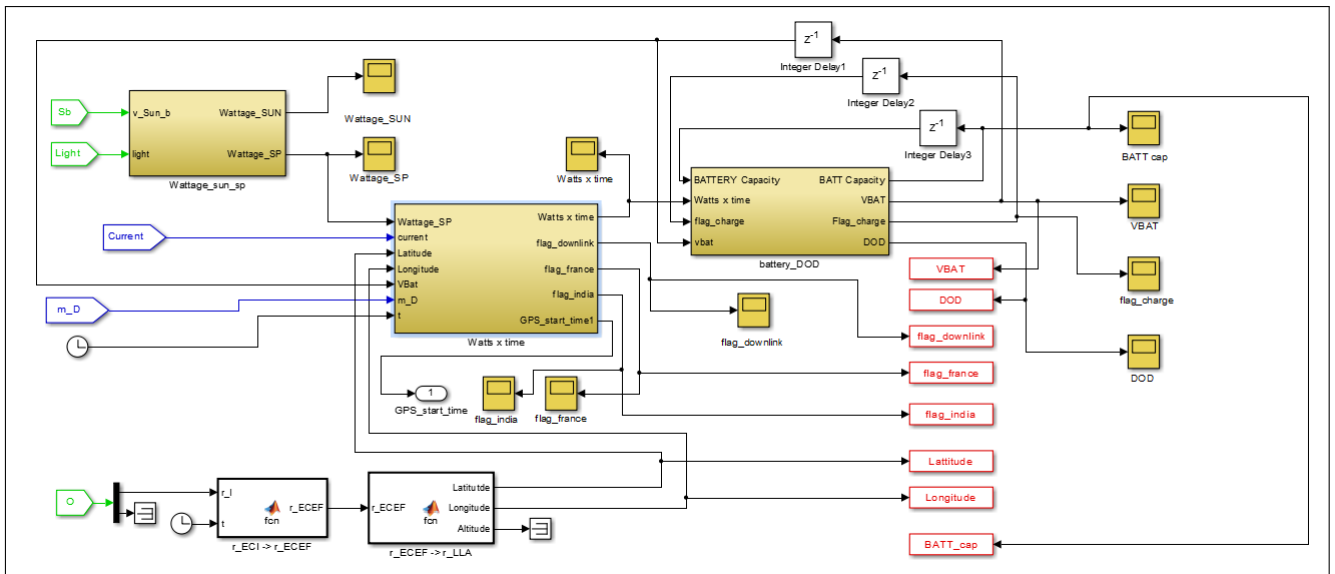 z-1
Integer Delay1
z-1
Integer Delay2
z-1
Integer Delay3
Sb
Light
v_Sun_b
light
Wattage_SUN
Wattage_SP
Wattage_sun_sp
Wattage_SUN
Wattage_SP
Watts x time
BATT cap
BATTERY Capacity
Watts x time
flag_charge
vbat
BATT Capacity
VBAT
Flag_charge
DOD
battery_DOD
VBAT
flag_charge
DOD
Current
m_D
Wattage_SP
current
Latitude
Longitude
VBat
m_D
t
Watts x time
flag_downlink
flag_france
flag_india
GPS_start_time1
Watts x time
flag_downlink
1
GPS_start_time
flag_india
flag_france
VBAT
DOD
flag_downlink
flag_france
flag_india
Lattitude
Longitude
BATT_cap
O
r_I
t
fcn
r_ECEF
r_ECI -> r_ECEF
r_ECEF
fcn
Latitutde
Longitude
Altitude
r_ECEF -> r_LLA